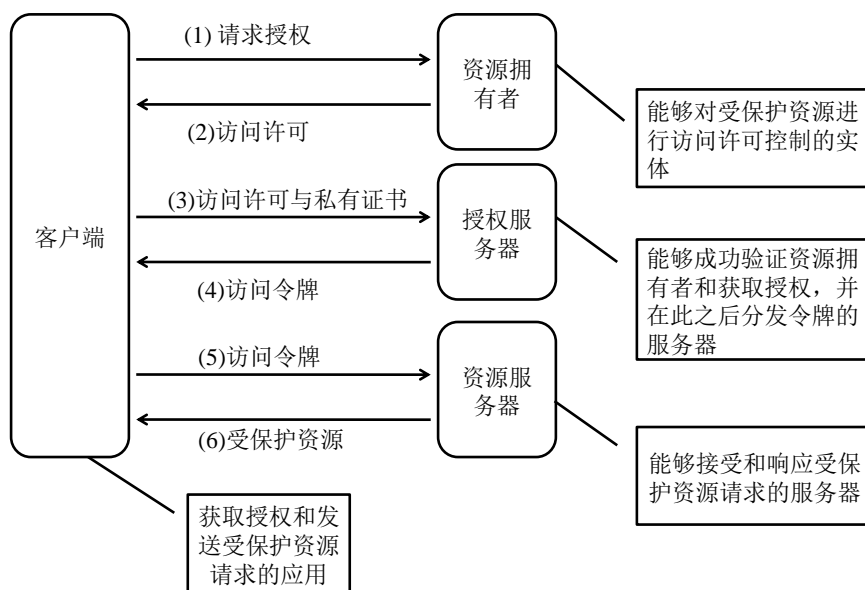 (1) 请求授权
资源拥
有者
(2)访问许可
能够对受保护资源进
行访问许可控制的实
体
(3)访问许可与私有证书
客户端
授权服
务器
(4)访问令牌
能够成功验证资源拥
有者和获取授权，并
在此之后分发令牌的
服务器
(5)访问令牌
资源服
务器
(6)受保护资源
能够接受和响应受保
护资源请求的服务器
获取授权和发
送受保护资源
请求的应用